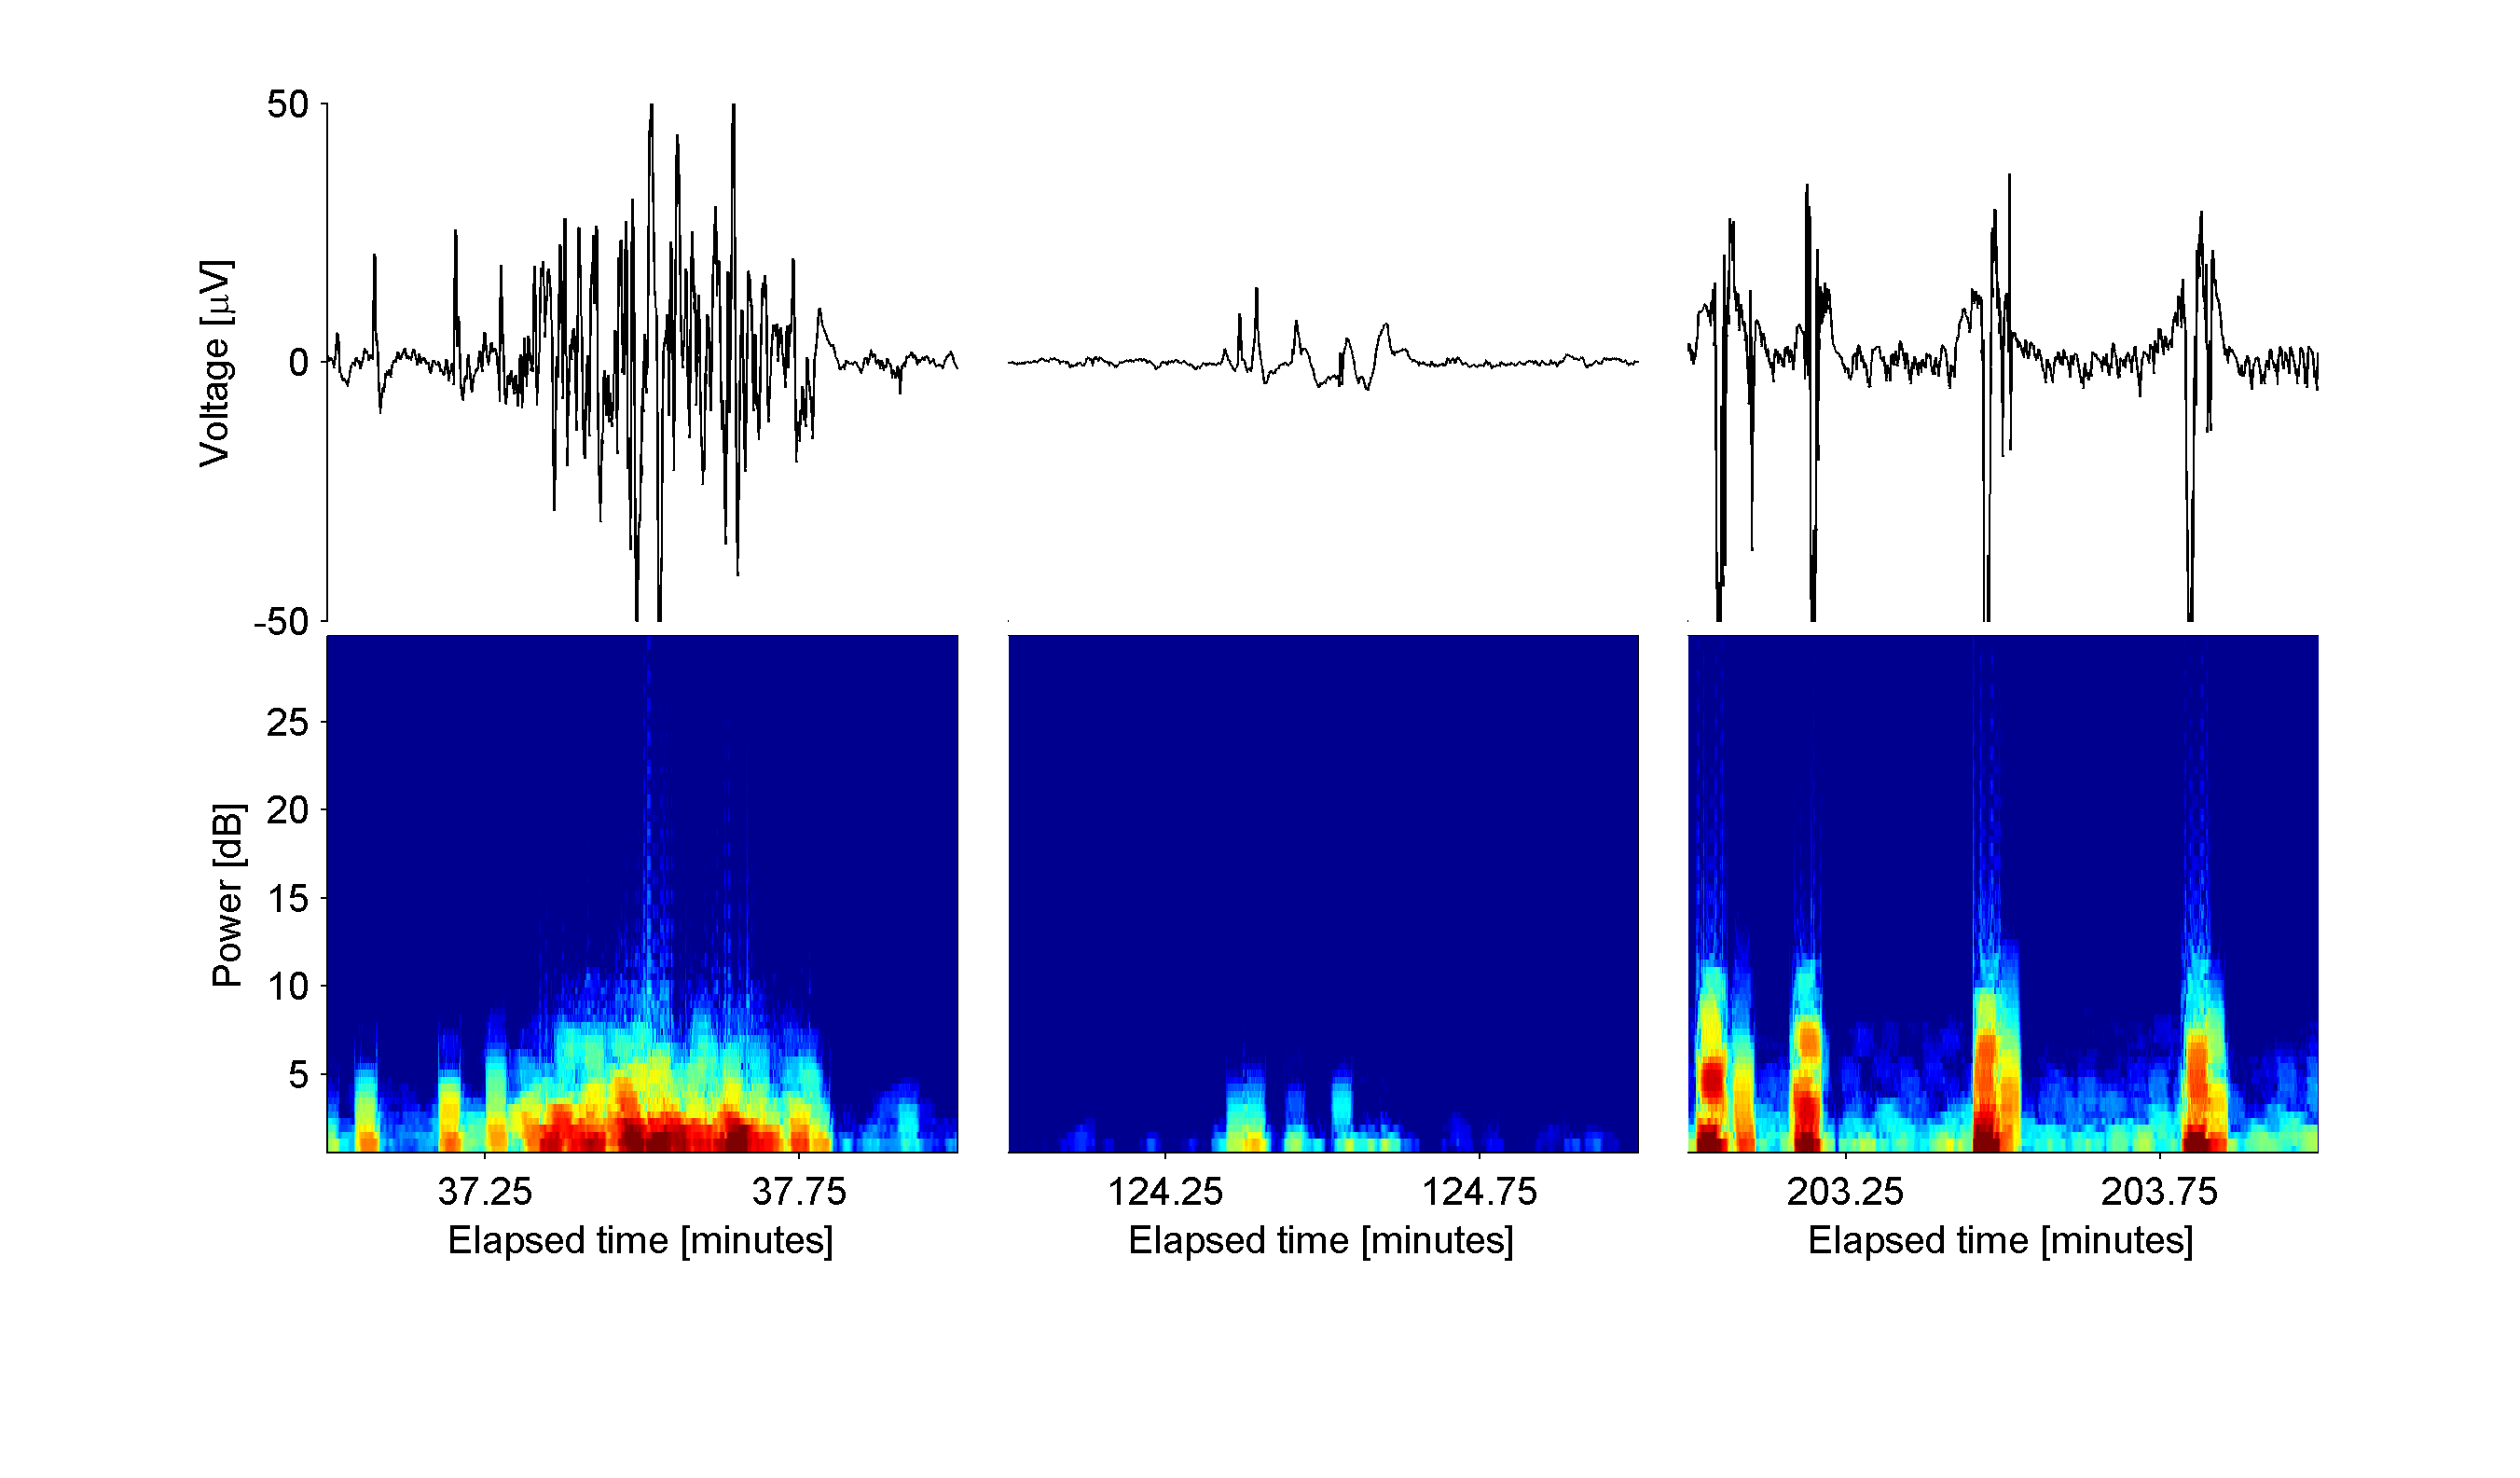 50
0
-50
Voltage [μV]
25
20
15
10
5
Power [dB]
37.25 37.75
Elapsed time [minutes]
124.25 124.75
Elapsed time [minutes]
203.25 203.75
Elapsed time [minutes]